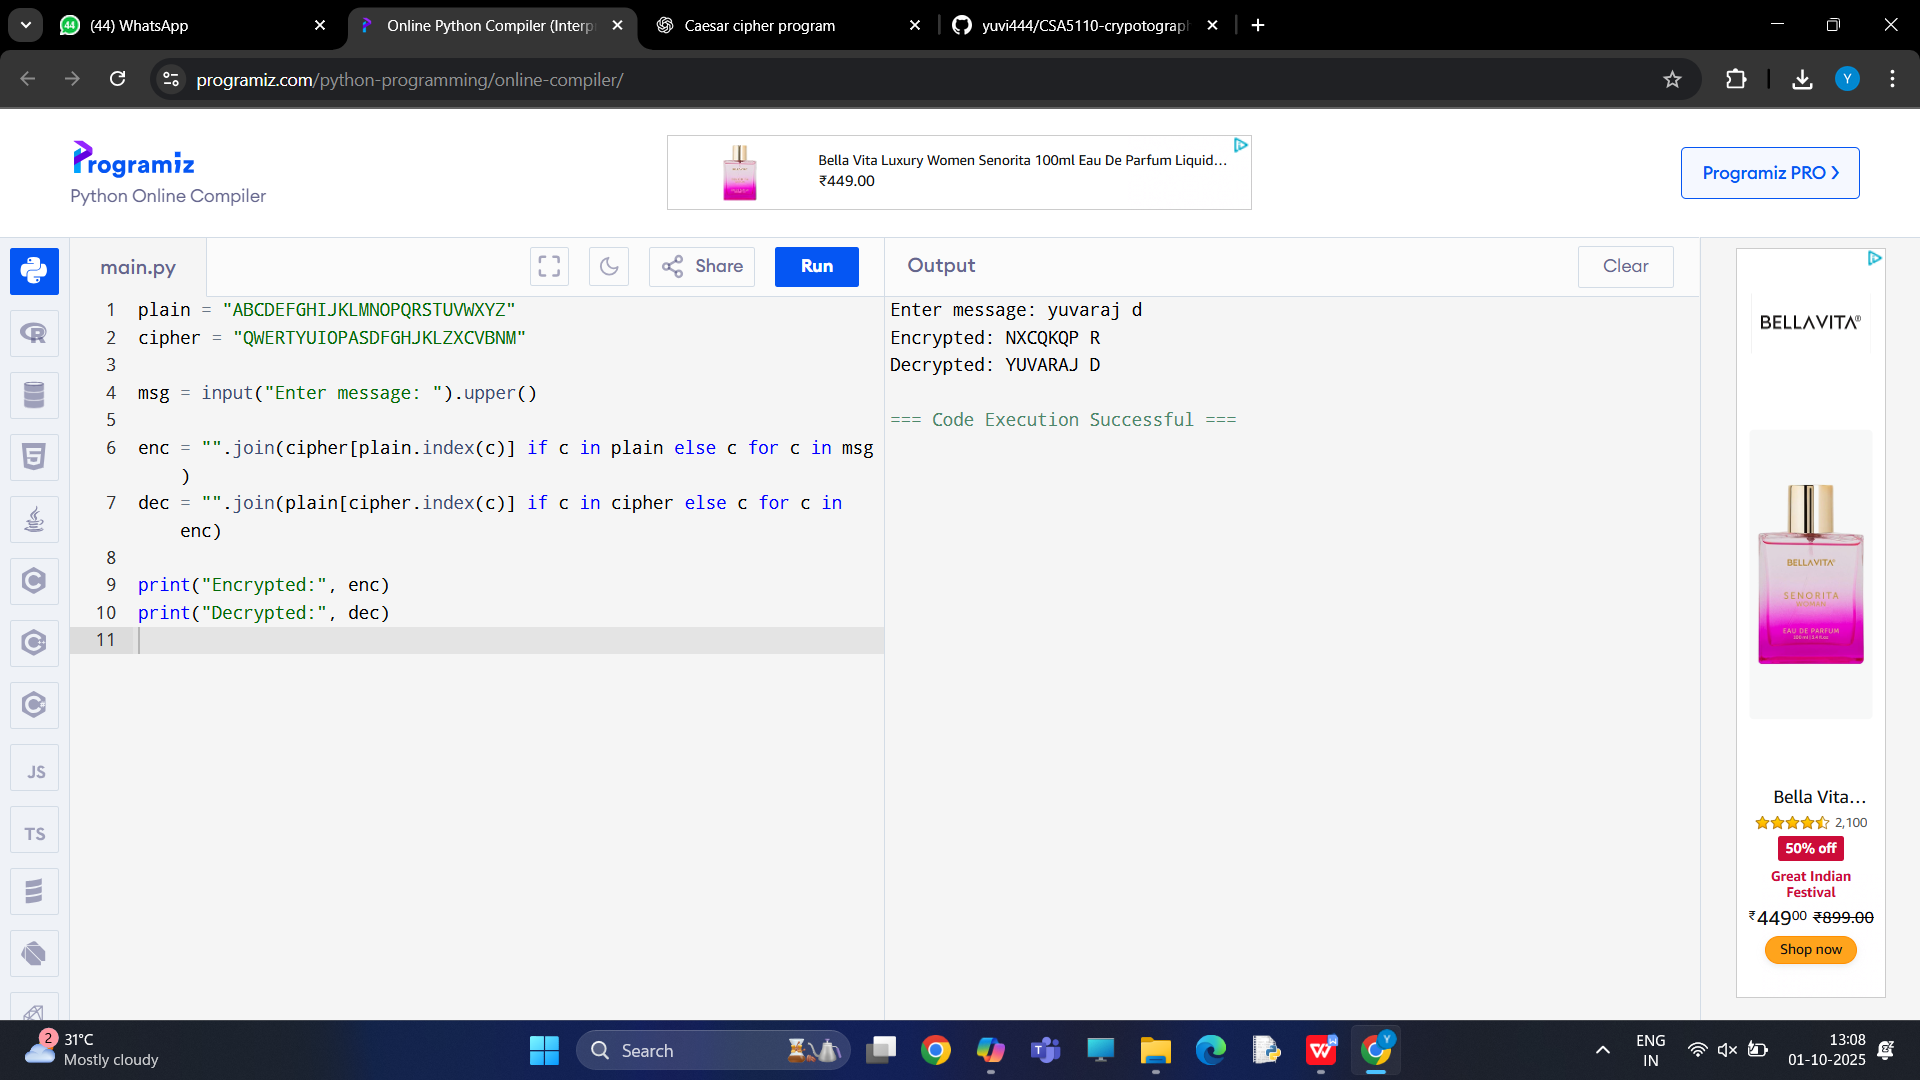 (44) WhatsApp
Online Python Compiler (Interp
Caesar cipher program
yuvi444/CSA5110-crypotograph
programiz.com/python-programming/online-compiler/
Y
Programiz
Python Online Compiler
Bella Vita Luxury Women Senorita 100ml Eau De Parfum Liquid...
₹449.00
Programiz PRO
main.py
Share
Run
Output
Clear
1 plain = "ABCDEFGHIJKLMNOPQRSTUVWXYZ"
2 cipher = "QWERTYUIOPASDFGHJKLZXCVBNM"
3
4 msg = input("Enter message: ").upper()
5
6 enc = "".join(cipher[plain.index(c)] if c in plain else c for c in msg
)
7 dec = "".join(plain[cipher.index(c)] if c in cipher else c for c in
enc)
8
9 print("Encrypted:", enc)
10 print("Decrypted:", dec)
11
Enter message: yuvaraj d
Encrypted: NXCQKQP R
Decrypted: YUVARAJ D
=== Code Execution Successful ===
JS
TS
BELLAVITA
BELLAVITA
SENORITA
WOMAN
EAU DE PARFUM
Bella Vita...
2,100
50% off
Great Indian
Festival
₹449⁰⁰ ₹899.00
Shop now
2
31°C
Mostly cloudy
Search
ENG
IN
13:08
01-10-2025